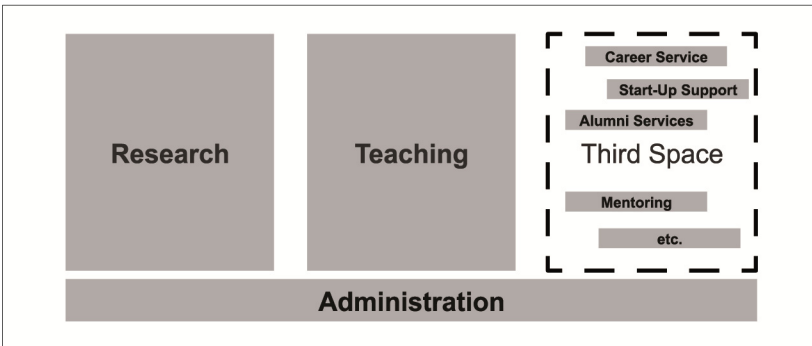 Research
Teaching
Career Service
Start-Up Support
Alumni Services
Third Space
Mentoring
etc.
Administration